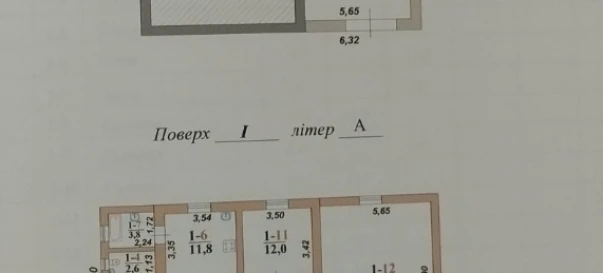 5,65
6,32
Поверх I літер А
3,54 3,50 5,65
1-6 1-11
3,8 1,72 11,8 12,0
2,24 3,35 3,42
1-4 1-12
2,6 1,13